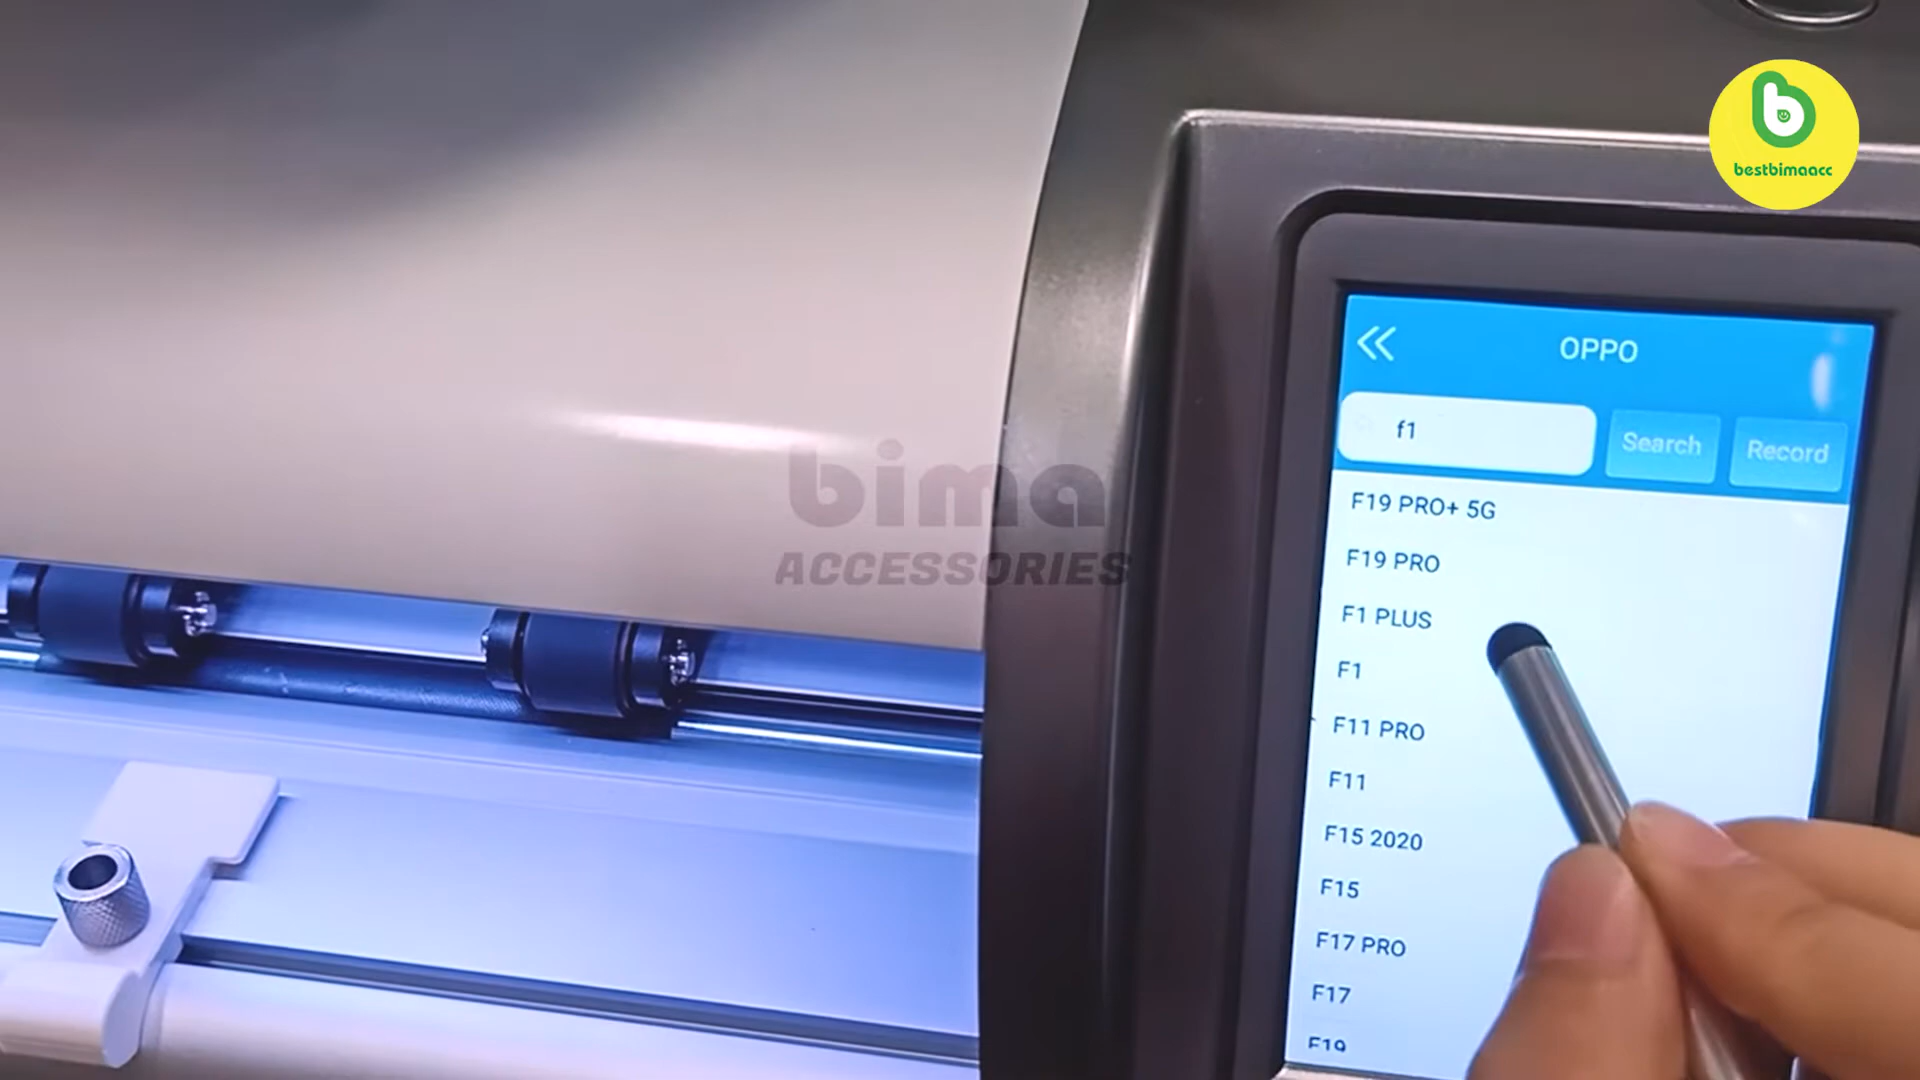 bestbimaacc
OPPO
f1
Search
Record
F19 PRO+ 5G
F19 PRO
F1 PLUS
F1
F11 PRO
F11
F15 2020
F15
F17 PRO
F17
F19
bima
ACCESSORIES